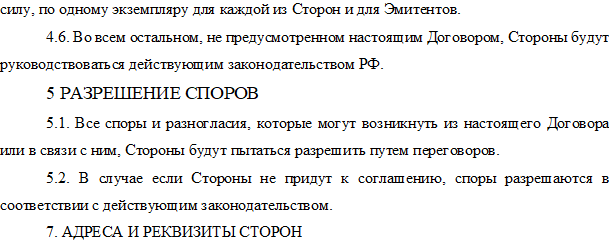 силу, по одному экземпляру для каждой из Сторон и для Эмитентов.
4.6. Во всем остальном, не предусмотренном настоящим Договором, Стороны будут
руководствоваться действующим законодательством РФ.
5 РАЗРЕШЕНИЕ СПОРОВ
5.1. Все споры и разногласия, которые могут возникнуть из настоящего Договора
или в связи с ним, Стороны будут пытаться разрешить путем переговоров.
5.2. В случае если Стороны не придут к соглашению, споры разрешаются в
соответствии с действующим законодательством.
7. АДРЕСА И РЕКВИЗИТЫ СТОРОН